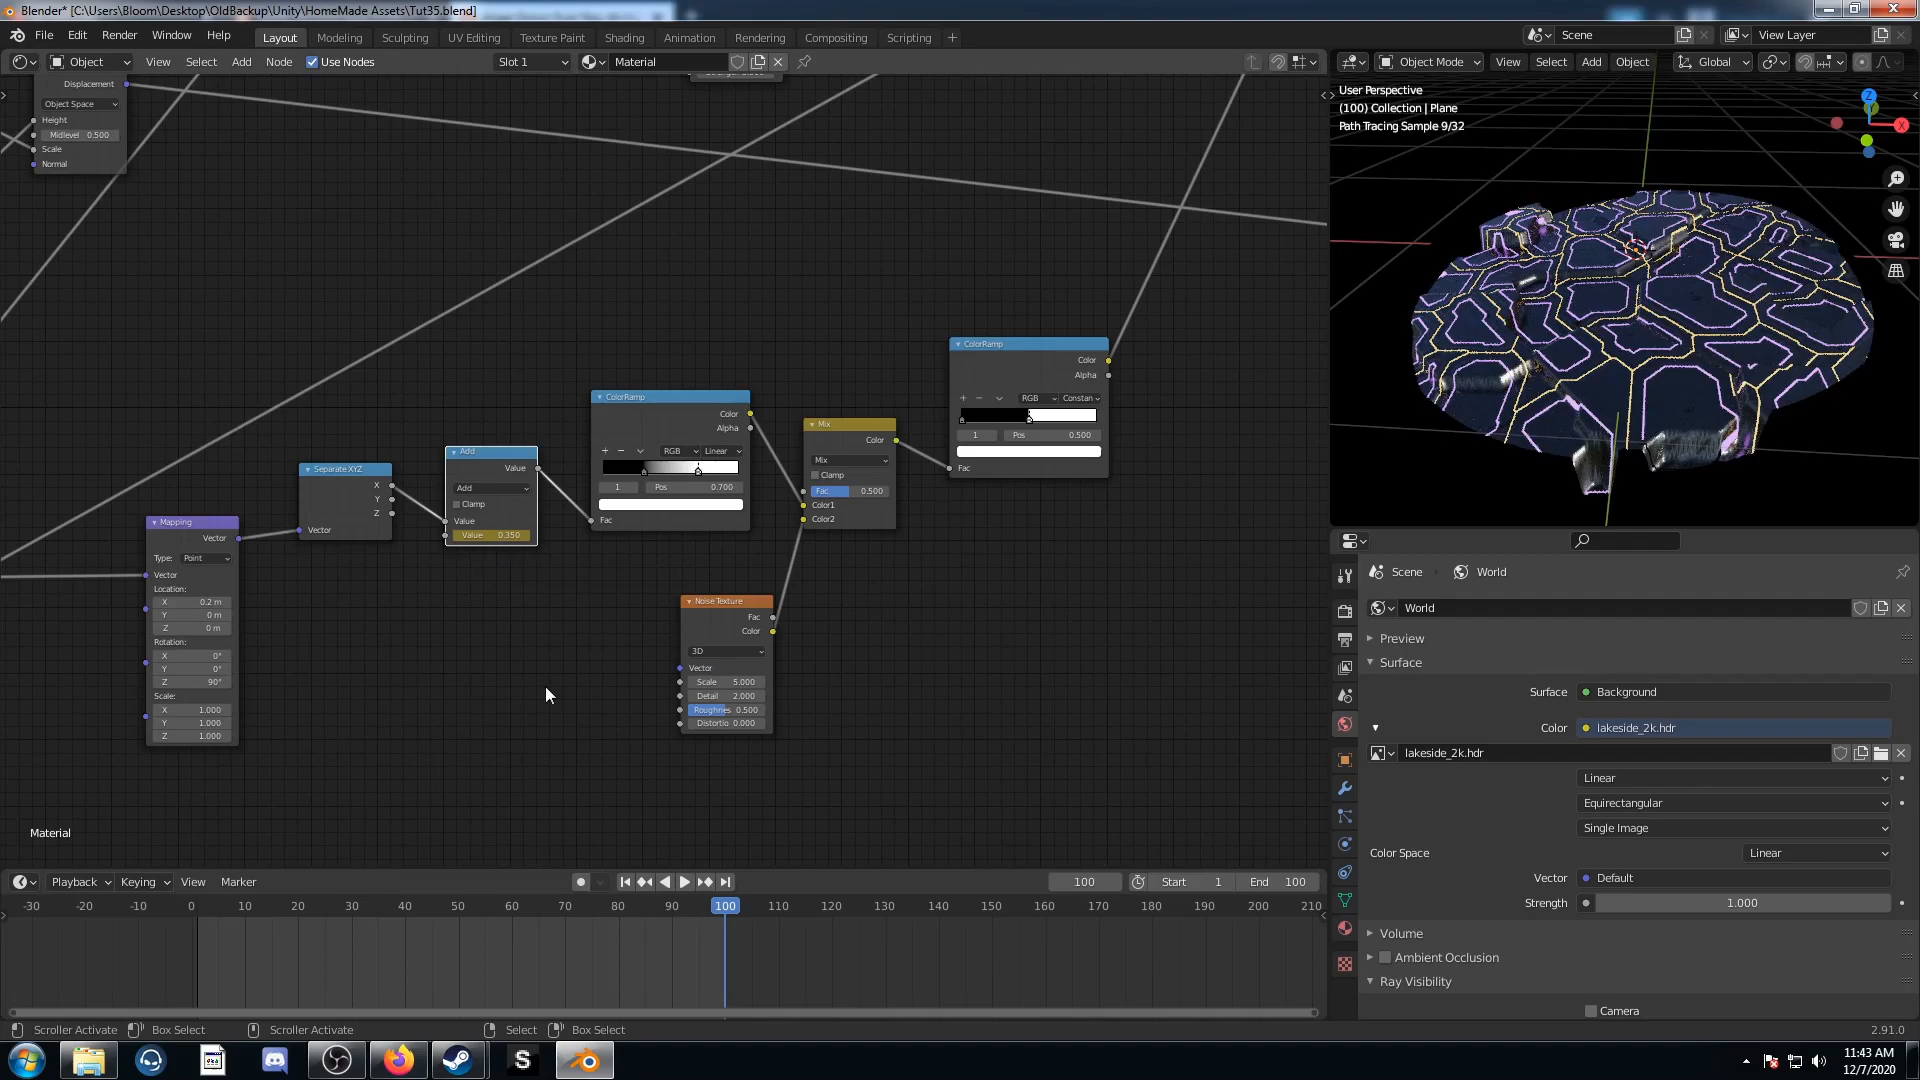 Blender* [C:\Users\Bloom\Desktop\OldBackup\Unity\HomeMade Assets\Tut35.blend]
File Edit Render Window Help Layout Modeling Sculpting UV Editing Texture Paint Shading Animation Rendering Compositing Scripting + Scene View Layer
Object View Select Add Node Use Nodes Slot 1 Material
Object Mode View Select Add Object Global
User Perspective
(100) Collection | Plane
Path Tracing Sample 9/32
Z
X
Displacement
Object Space
Height
Midlevel 0.500
Scale
Normal
ColorRamp
Color
Alpha
RGB Constan
1 Pos 0.500
Fac
ColorRamp
Color
Alpha
RGB Linear
1 Pos 0.700
Fac
Mix
Color
Mix
Clamp
Fac 0.500
Color1
Color2
Add
Value
Add
Clamp
Value
Value 0.350
Separate XYZ
X
Y
Z
Vector
Mapping
Vector
Type: Point
Vector
Location:
X 0.2 m
Y 0 m
Z 0 m
Rotation:
X 0°
Y 0°
Z 90°
Scale:
X 1.000
Y 1.000
Z 1.000
Noise Texture
Fac
Color
3D
Vector
Scale 5.000
Detail 2.000
Roughnes 0.500
Distortio 0.000
Material
Scene World
World
Preview
Surface
Surface Background
Color lakeside_2k.hdr
lakeside_2k.hdr
Linear
Equirectangular
Single Image
Color Space Linear
Vector Default
Strength 1.000
Volume
Ambient Occlusion
Ray Visibility
Camera
Playback Keying View Marker 100 Start 1 End 100
-30 -20 -10 0 10 20 30 40 50 60 70 80 90 100 110 120 130 140 150 160 170 180 190 200 210
Scroller Activate Box Select Scroller Activate Select Box Select 2.91.0
S
11:43 AM
12/7/2020